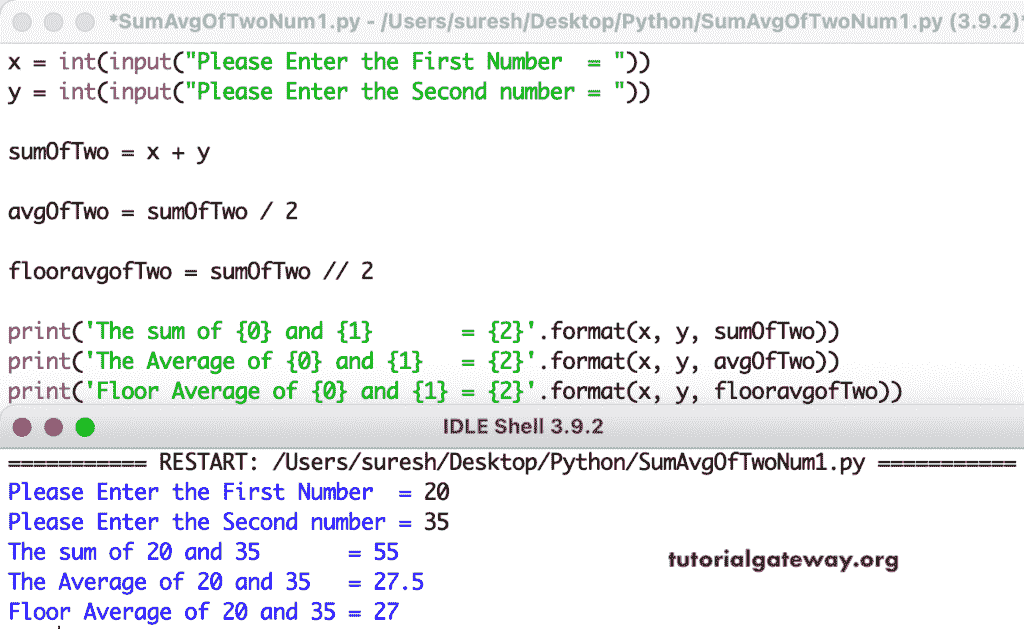 *SumAvgOfTwoNum1.py - /Users/suresh/Desktop/Python/SumAvgOfTwoNum1.py (3.9.2)*
x = int(input("Please Enter the First Number  = "))
y = int(input("Please Enter the Second number = "))
sumOfTwo = x + y
avgOfTwo = sumOfTwo / 2
flooravgofTwo = sumOfTwo // 2
print('The sum of {0} and {1}       = {2}'.format(x, y, sumOfTwo))
print('The Average of {0} and {1}   = {2}'.format(x, y, avgOfTwo))
print('Floor Average of {0} and {1} = {2}'.format(x, y, flooravgofTwo))
IDLE Shell 3.9.2
=========== RESTART: /Users/suresh/Desktop/Python/SumAvgOfTwoNum1.py ===========
Please Enter the First Number  = 20
Please Enter the Second number = 35
The sum of 20 and 35       = 55
The Average of 20 and 35   = 27.5
Floor Average of 20 and 35 = 27
tutorialgateway.org